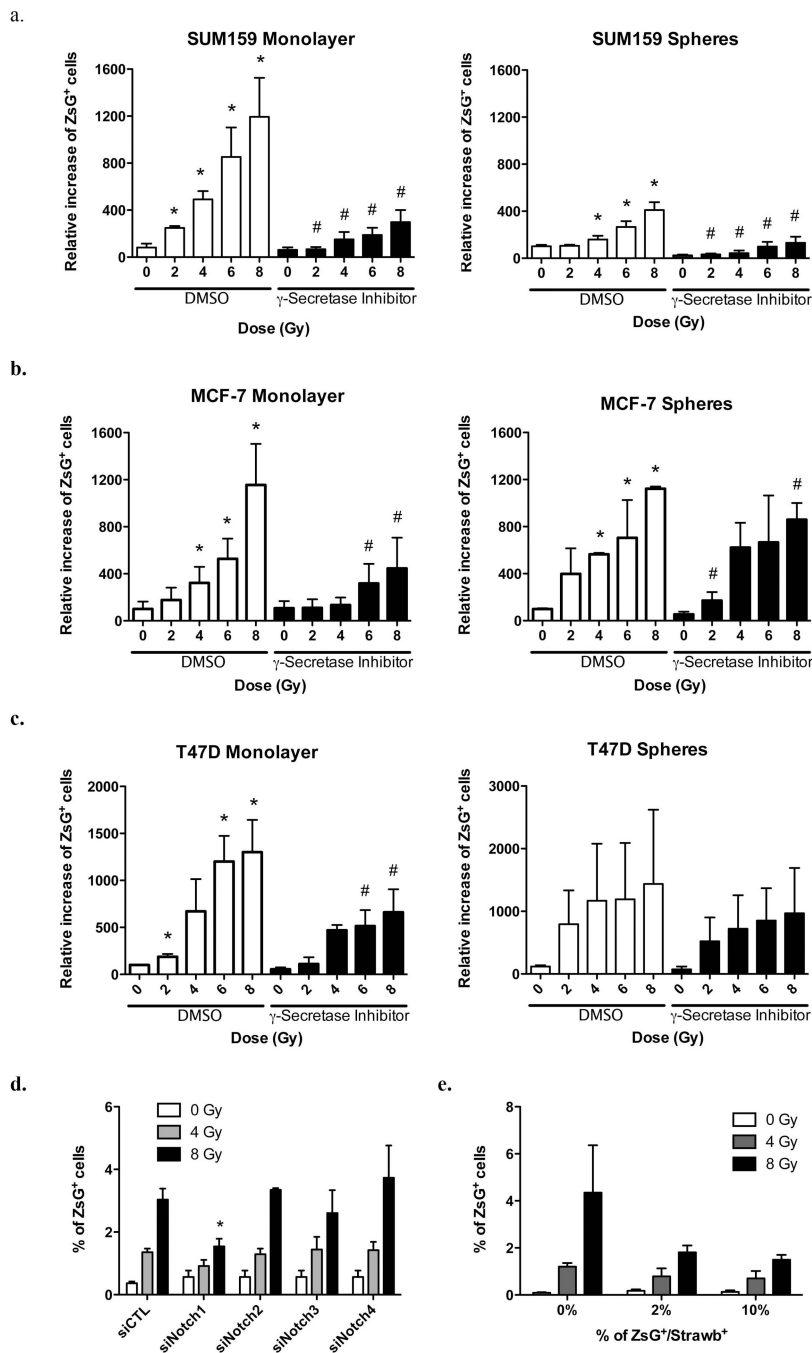 a.
SUM159 Monolayer
Relative increase of ZsG+ cells
1600
1200
800
400
0
* * * *
# # # #
0 2 4 6 8 0 2 4 6 8
DMSO γ-Secretase Inhibitor
Dose (Gy)
SUM159 Spheres
Relative increase of ZsG+ cells
1600
1200
800
400
0
* * *
# # # #
0 2 4 6 8 0 2 4 6 8
DMSO γ-Secretase Inhibitor
Dose (Gy)
b.
MCF-7 Monolayer
Relative increase of ZsG+ cells
1600
1200
800
400
0
* * *
# #
0 2 4 6 8 0 2 4 6 8
DMSO γ-Secretase Inhibitor
Dose (Gy)
MCF-7 Spheres
Relative increase of ZsG+ cells
1600
1200
800
400
0
* * *
# #
0 2 4 6 8 0 2 4 6 8
DMSO γ-Secretase Inhibitor
Dose (Gy)
c.
T47D Monolayer
Relative increase of ZsG+ cells
2000
1500
1000
500
0
* * *
# #
0 2 4 6 8 0 2 4 6 8
DMSO γ-Secretase Inhibitor
Dose (Gy)
T47D Spheres
Relative increase of ZsG+ cells
3000
2000
1000
0
0 2 4 6 8 0 2 4 6 8
DMSO γ-Secretase Inhibitor
Dose (Gy)
d.
% of ZsG+ cells
6
4
2
0
0 Gy
4 Gy
8 Gy
*
siCTL siNotch1 siNotch2 siNotch3 siNotch4
e.
% of ZsG+ cells
8
6
4
2
0
0 Gy
4 Gy
8 Gy
0% 2% 10%
% of ZsG+/Strawb+